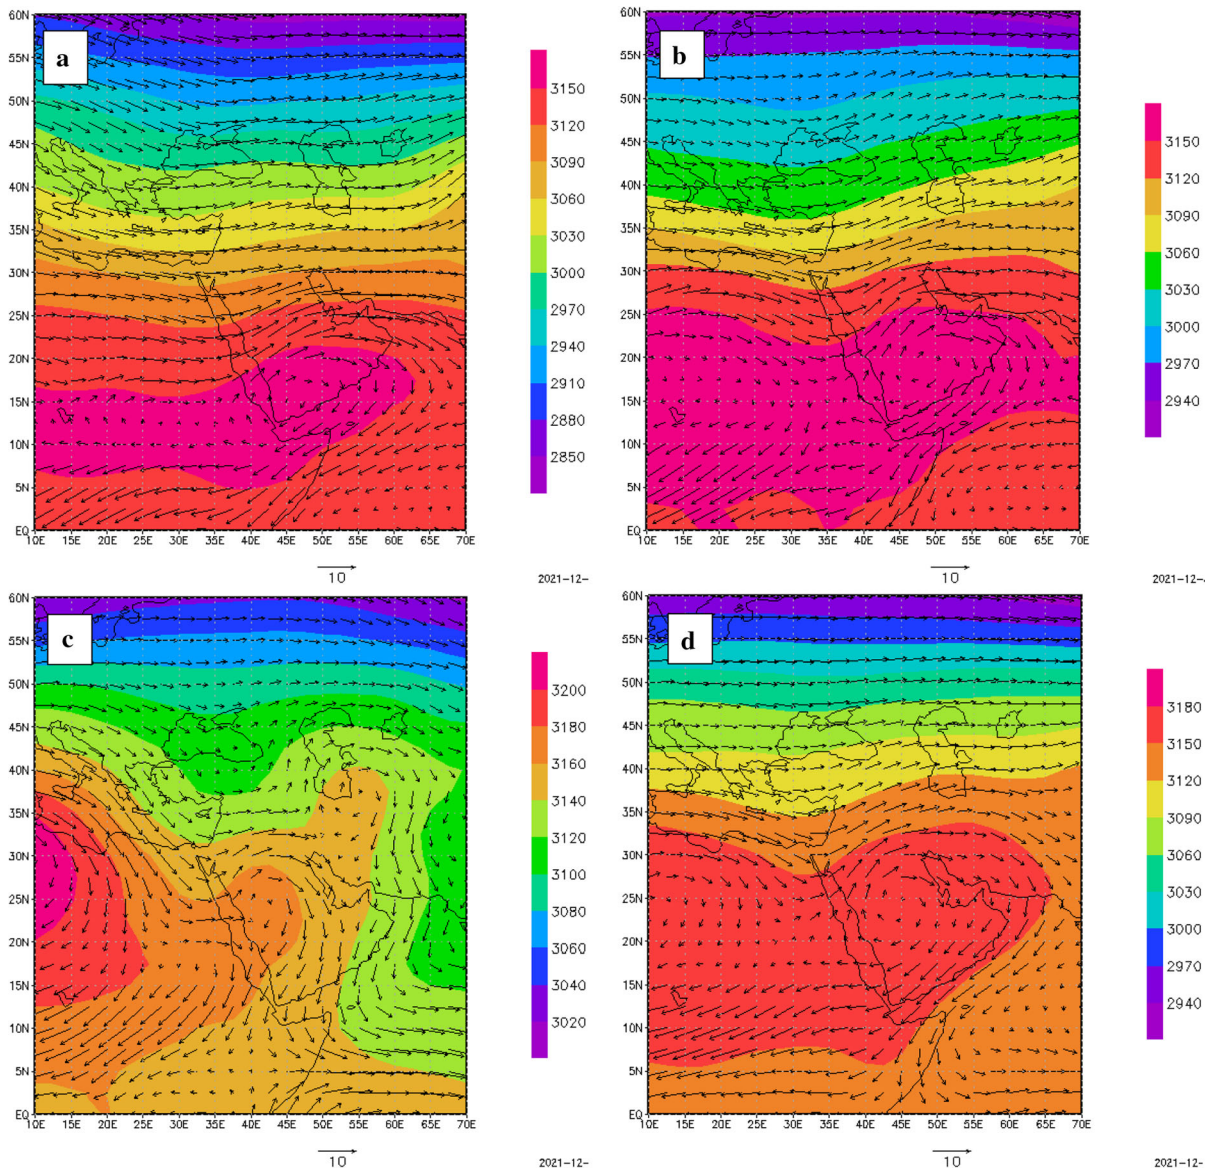 a
60N
55N
50N
45N
40N
35N
30N
25N
20N
15N
10N
5N
EQ
10E 15E 20E 25E 30E 35E 40E 45E 50E 55E 60E 65E 70E
3150
3120
3090
3060
3030
3000
2970
2940
2910
2880
2850
10
2021-12-
b
60N
55N
50N
45N
40N
35N
30N
25N
20N
15N
10N
5N
EQ
10E 15E 20E 25E 30E 35E 40E 45E 50E 55E 60E 65E 70E
3150
3120
3090
3060
3030
3000
2970
2940
10
2021-12-
c
60N
55N
50N
45N
40N
35N
30N
25N
20N
15N
10N
5N
EQ
10E 15E 20E 25E 30E 35E 40E 45E 50E 55E 60E 65E 70E
3200
3180
3160
3140
3120
3100
3080
3060
3040
3020
10
2021-12-
d
60N
55N
50N
45N
40N
35N
30N
25N
20N
15N
10N
5N
EQ
10E 15E 20E 25E 30E 35E 40E 45E 50E 55E 60E 65E 70E
3180
3150
3120
3090
3060
3030
3000
2970
2940
10
2021-12-